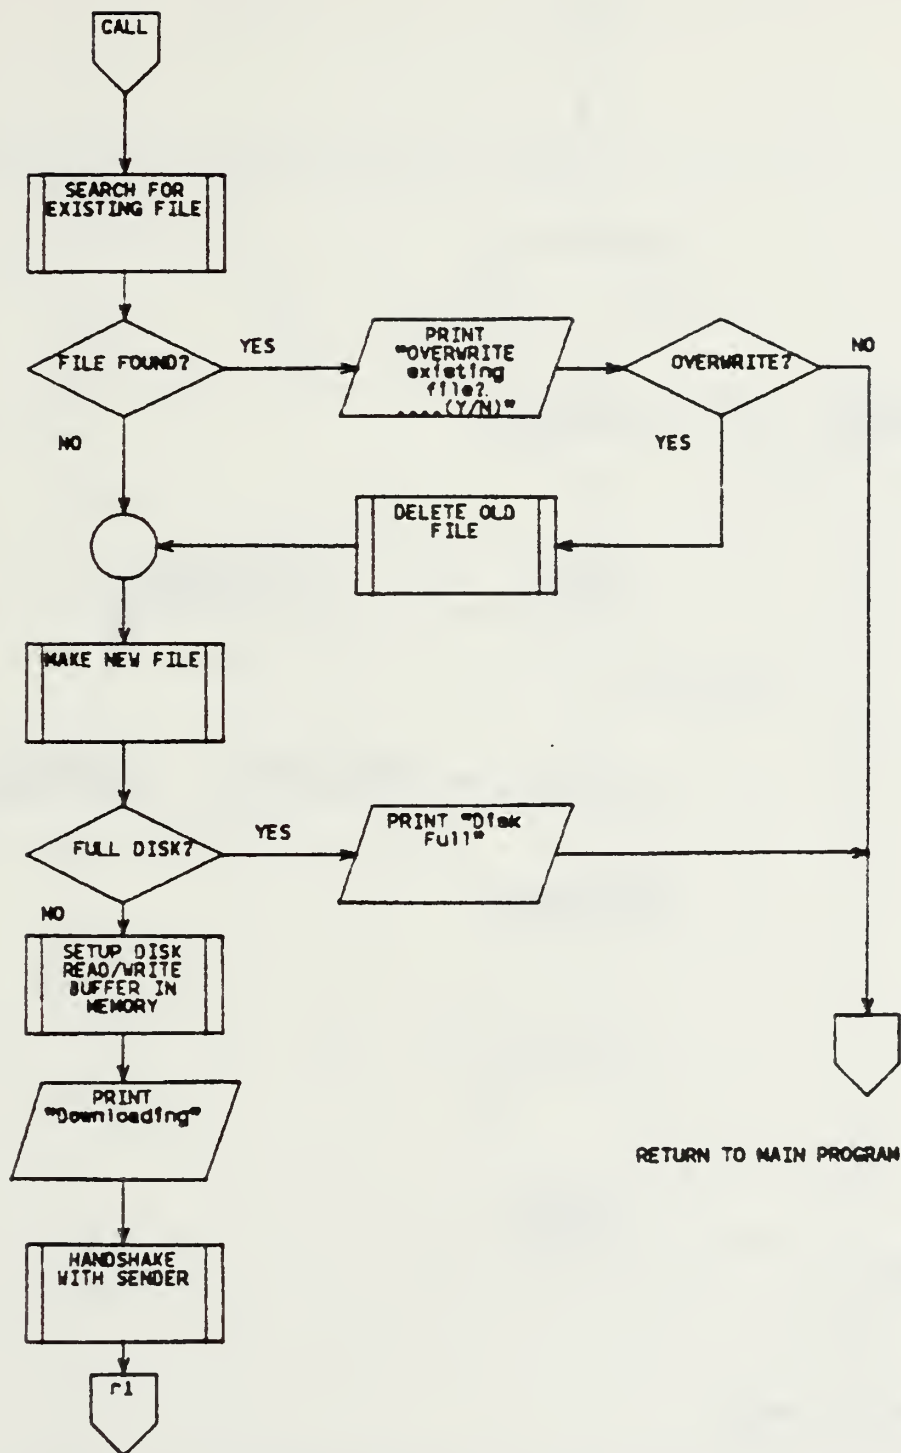 CALL
SEARCH FOR
EXISTING FILE
FILE FOUND?
YES
PRINT
"OVERWRITE
existing
file?.
....(Y/N)"
OVERWRITE?
NO
NO
YES
DELETE OLD
FILE
MAKE NEW FILE
FULL DISK?
YES
PRINT "Disk
Full"
NO
SETUP DISK
READ/WRITE
BUFFER IN
MEMORY
PRINT
"Downloading"
RETURN TO MAIN PROGRAM
HANDSHAKE
WITH SENDER
r1